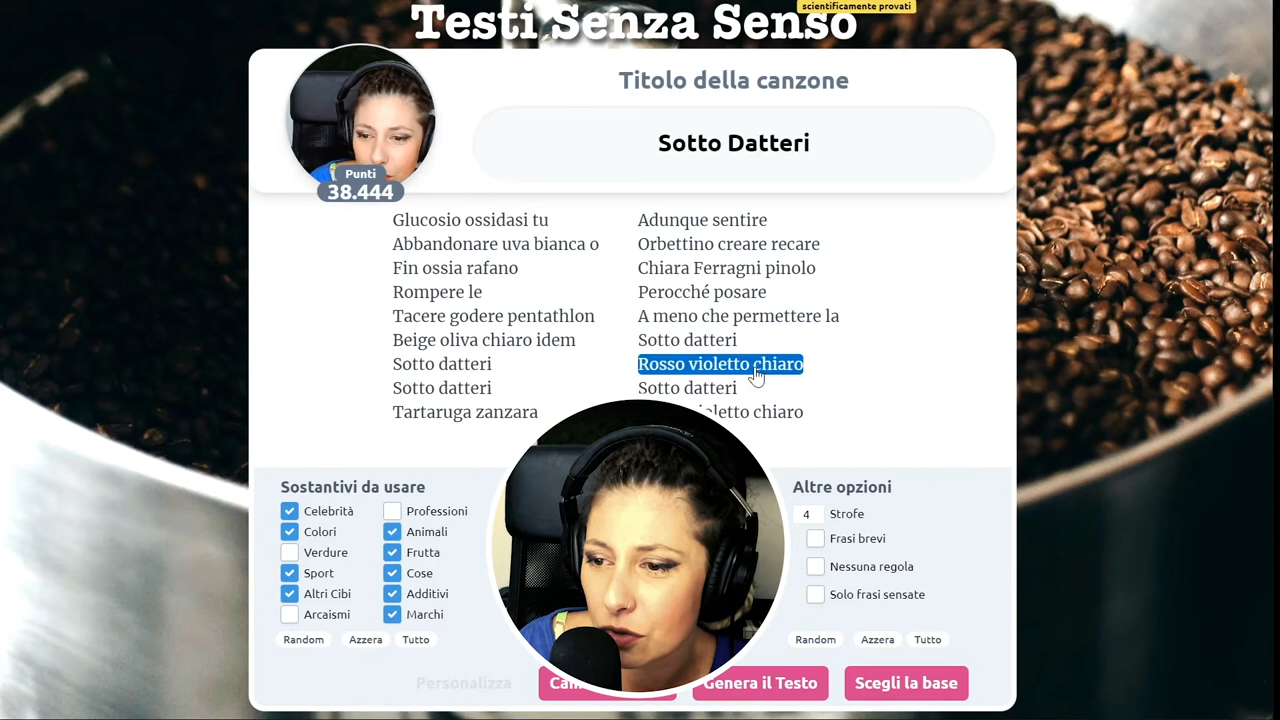 scientificamente provati
Testi Senza Senso
Titolo della canzone
Sotto Datteri
Punti
38.444
Glucosio ossidasi tu
Abbandonare uva bianca o
Fin ossia rafano
Rompere le
Tacere godere pentathlon
Beige oliva chiaro idem
Sotto datteri
Sotto datteri
Tartaruga zanzara
Adunque sentire
Orbettino creare recare
Chiara Ferragni pinolo
Perocché posare
A meno che permettere la
Sotto datteri
Rosso violetto chiaro
Sotto datteri
violetto chiaro
Sostantivi da usare
Celebrità
Professioni
Colori
Animali
Verdure
Frutta
Sport
Cose
Altri Cibi
Additivi
Arcaismi
Marchi
Random Azzera Tutto
Altre opzioni
4 Strofe
Frasi brevi
Nessuna regola
Solo frasi sensate
Random Azzera Tutto
Personalizza
Genera il Testo
Scegli la base